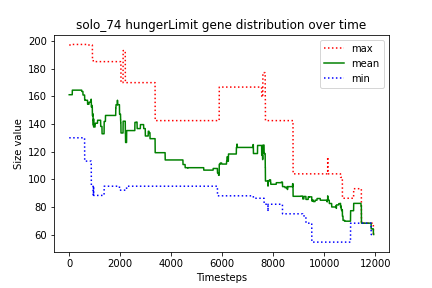 solo_74 hungerLimit gene distribution over time
max
mean
min
Size value
200
180
160
140
120
100
80
60
0 2000 4000 6000 8000 10000 12000
Timesteps